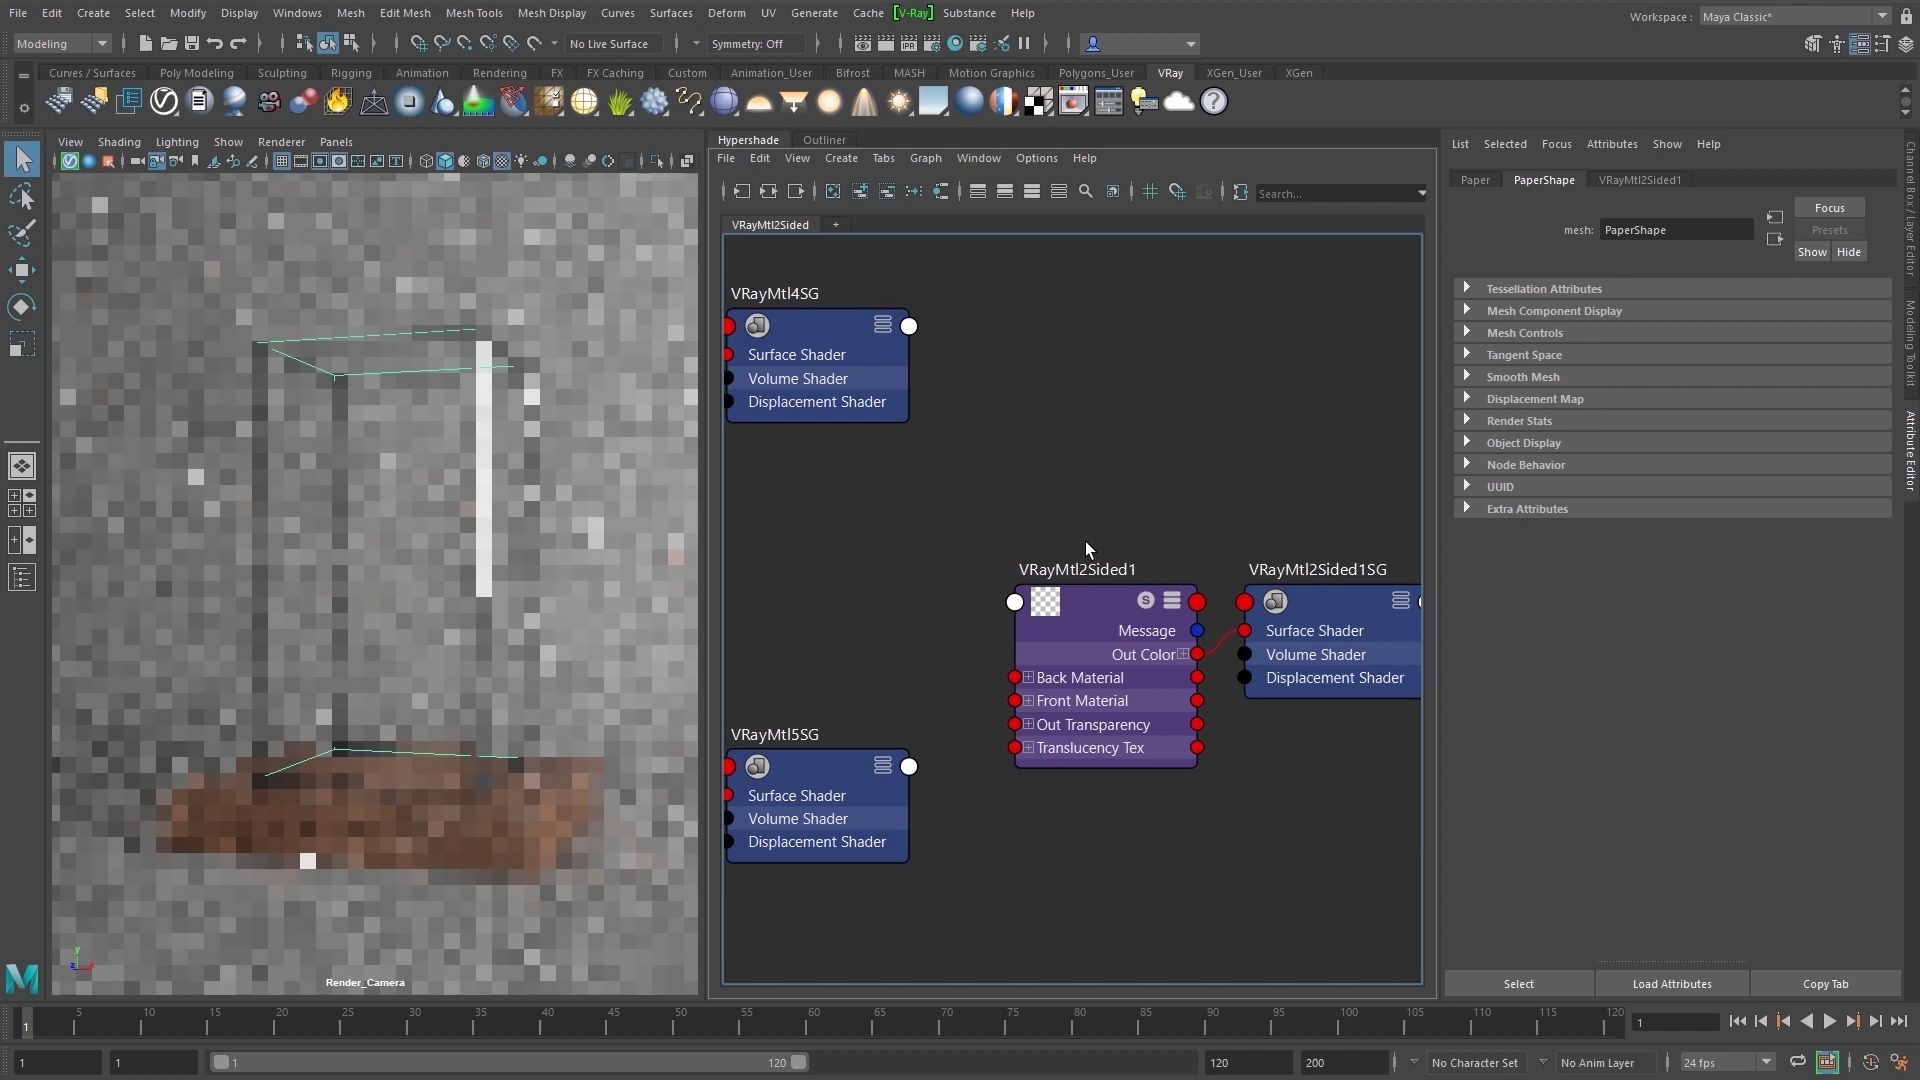 File Edit Create Select Modify Display Windows Mesh Edit Mesh Mesh Tools Mesh Display Curves Surfaces Deform UV Generate Cache [V-Ray] Substance Help
Workspace : Maya Classic*
Modeling No Live Surface Symmetry: Off
Curves / Surfaces Poly Modeling Sculpting Rigging Animation Rendering FX FX Caching Custom Animation_User Bifrost MASH Motion Graphics Polygons_User VRay XGen_User XGen
View Shading Lighting Show Renderer Panels
Hypershade Outliner
File Edit View Create Tabs Graph Window Options Help
Search...
VRayMtl2Sided +
VRayMtl4SG
Surface Shader
Volume Shader
Displacement Shader
VRayMtl2Sided1
S
Message
Out Color
Back Material
Front Material
Out Transparency
Translucency Tex
VRayMtl2Sided1SG
Surface Shader
Volume Shader
Displacement Shader
VRayMtl5SG
Surface Shader
Volume Shader
Displacement Shader
List Selected Focus Attributes Show Help
Paper PaperShape VRayMtl2Sided1
mesh: PaperShape
Focus
Presets
Show Hide
Tessellation Attributes
Mesh Component Display
Mesh Controls
Tangent Space
Smooth Mesh
Displacement Map
Render Stats
Object Display
Node Behavior
UUID
Extra Attributes
Select Load Attributes Copy Tab
Channel Box / Layer Editor
Modeling Toolkit
Attribute Editor
y
z x
Render_Camera
5 10 15 20 25 30 35 40 45 50 55 60 65 70 75 80 85 90 95 100 105 110 115 120
1 1
1 1 1 120 120 200 No Character Set No Anim Layer 24 fps